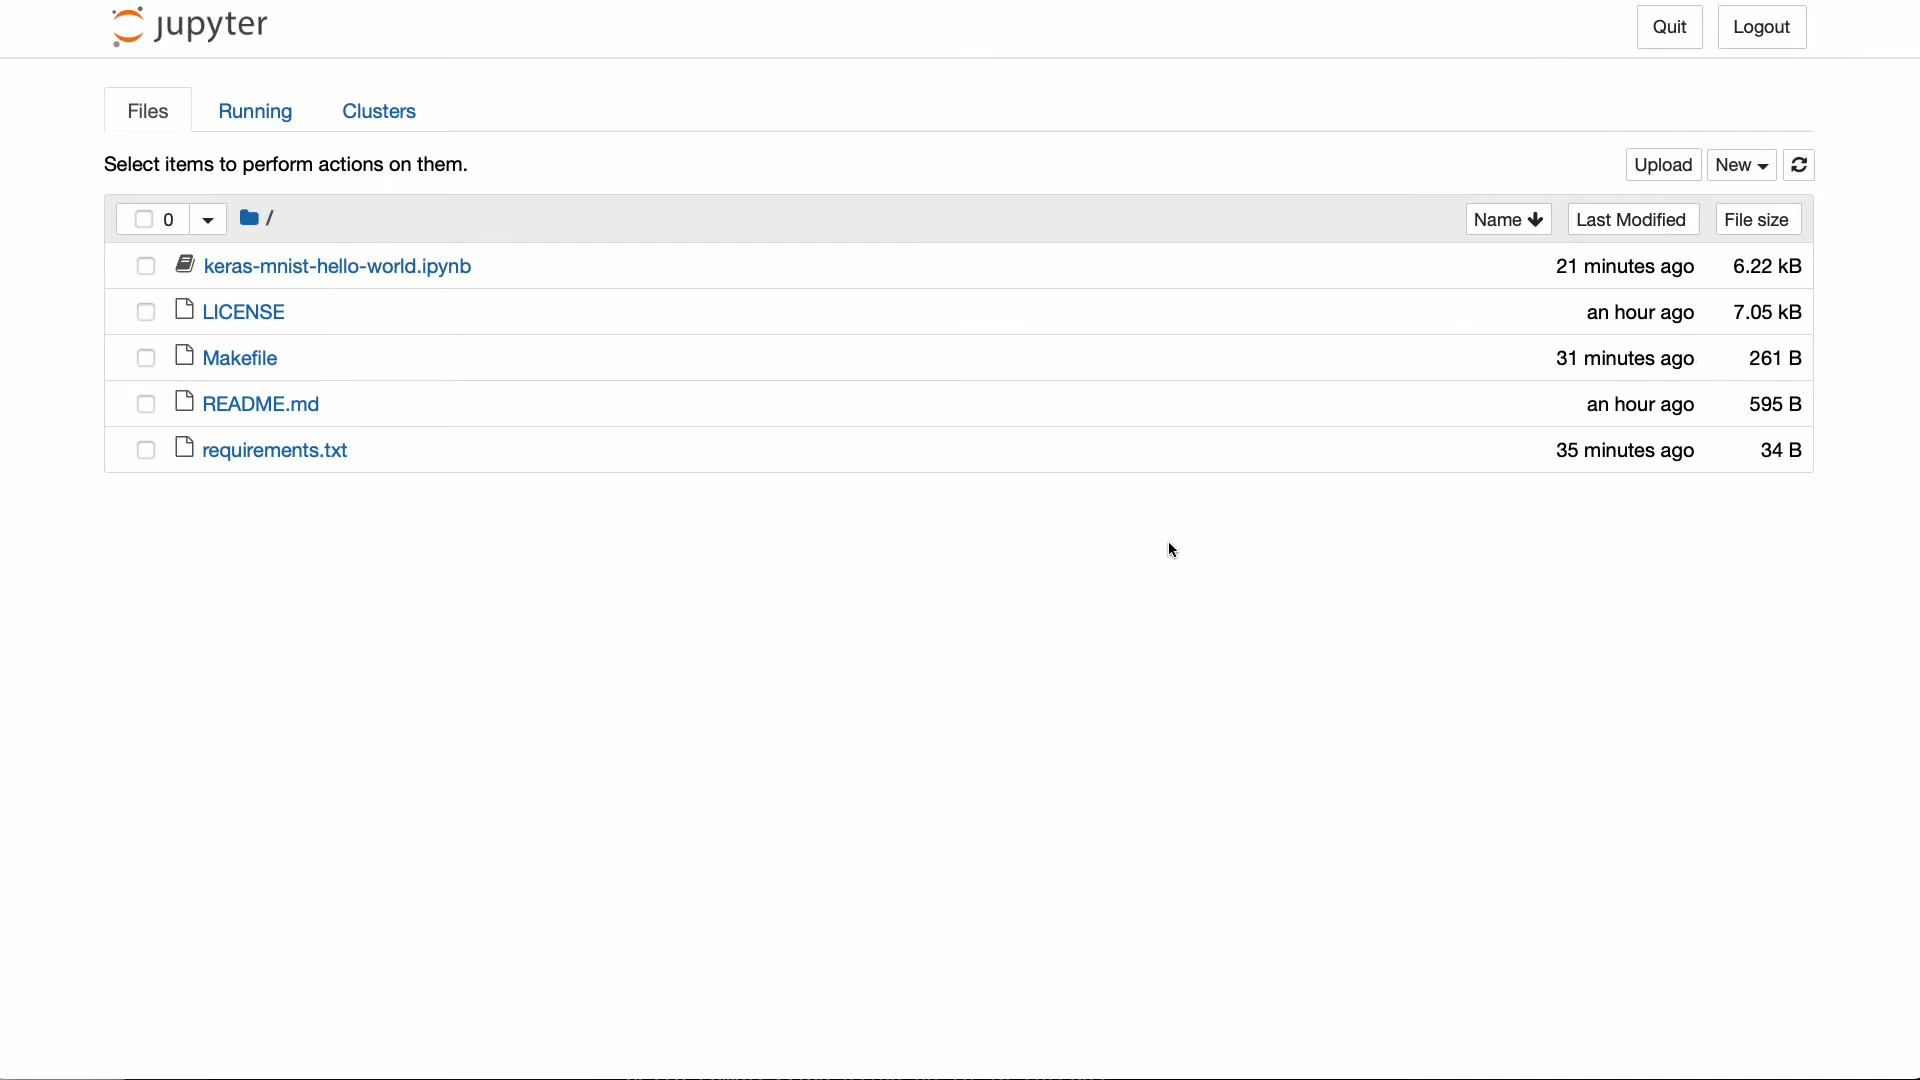 jupyter
Quit Logout
Files Running Clusters
Select items to perform actions on them.
Upload New
0 / Name Last Modified File size
keras-mnist-hello-world.ipynb 21 minutes ago 6.22 kB
LICENSE an hour ago 7.05 kB
Makefile 31 minutes ago 261 B
README.md an hour ago 595 B
requirements.txt 35 minutes ago 34 B